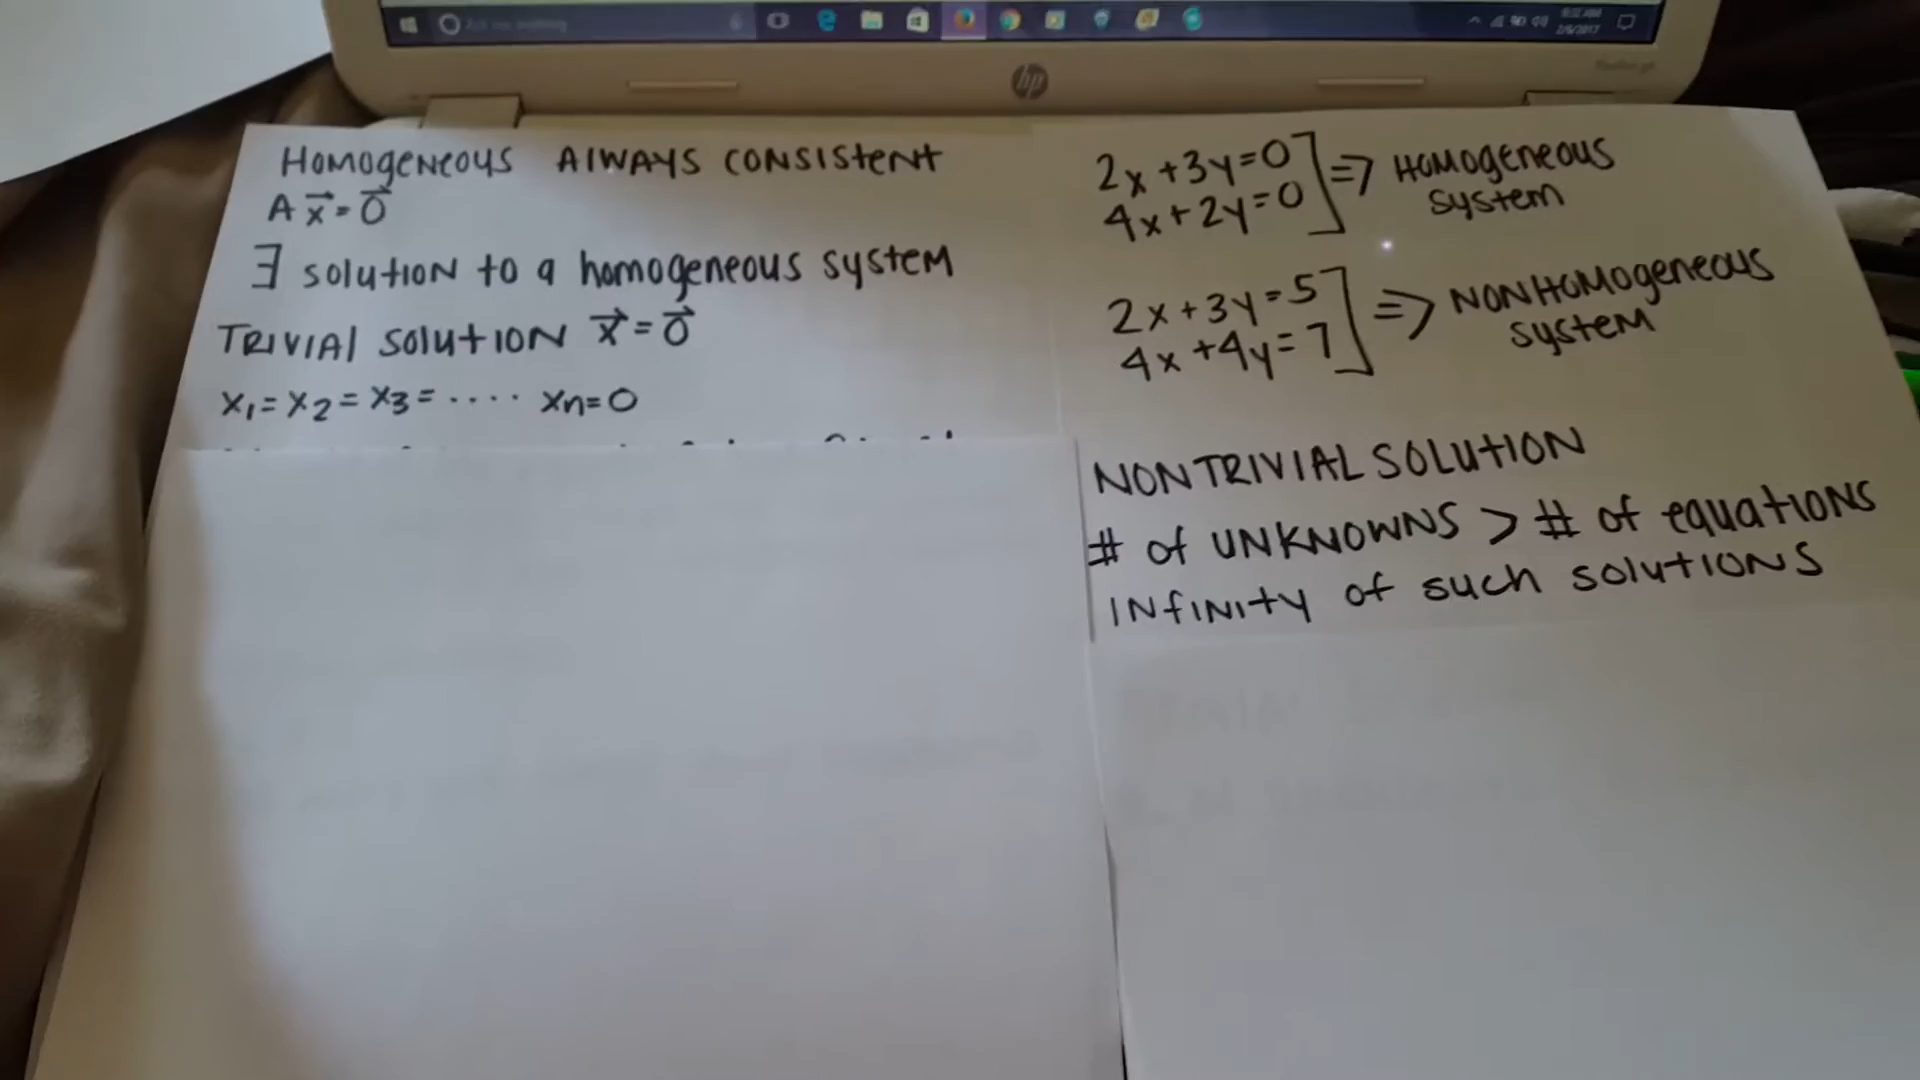 hp
HOMOGENEOUS ALWAYS CONSISTENT
A x⃗ = 0⃗
∃ solution to a homogeneous system
TRIVIAL SOLUTION x⃗ = 0⃗
x₁ = x₂ = x₃ = .... xn = 0
2x + 3y = 0
4x + 2y = 0
] => HOMOGENEOUS
system
2x + 3y = 5
4x + 4y = 7
] => NONHOMOGENEOUS
system
NONTRIVIAL SOLUTION
# of UNKNOWNS > # of equations
INFINITY of such solutions